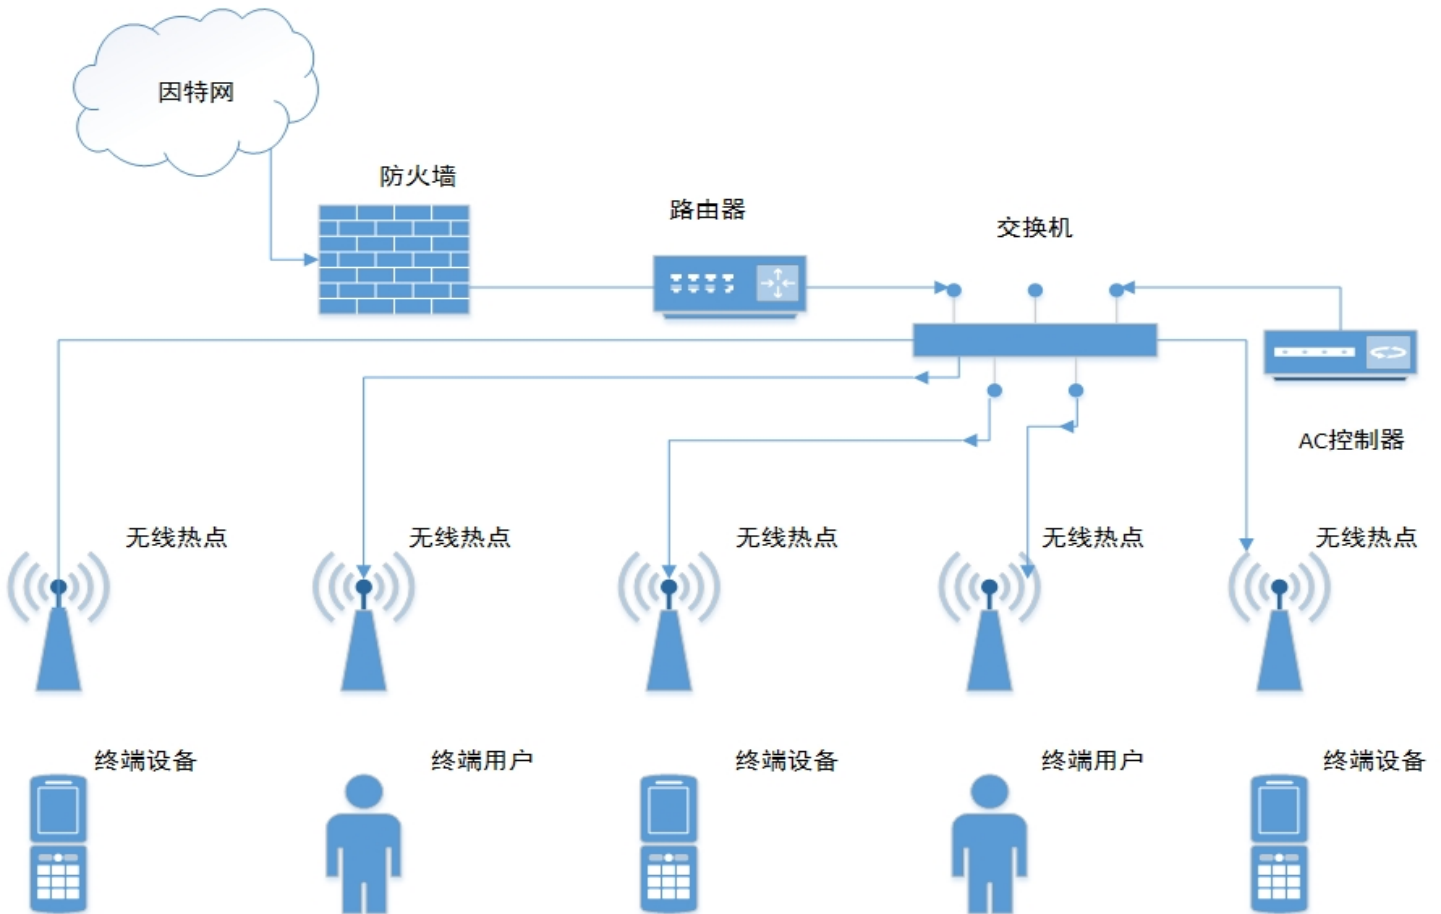 因特网
防火墙
路由器
交换机
AC控制器
无线热点
无线热点
无线热点
无线热点
无线热点
终端设备
终端用户
终端设备
终端用户
终端设备